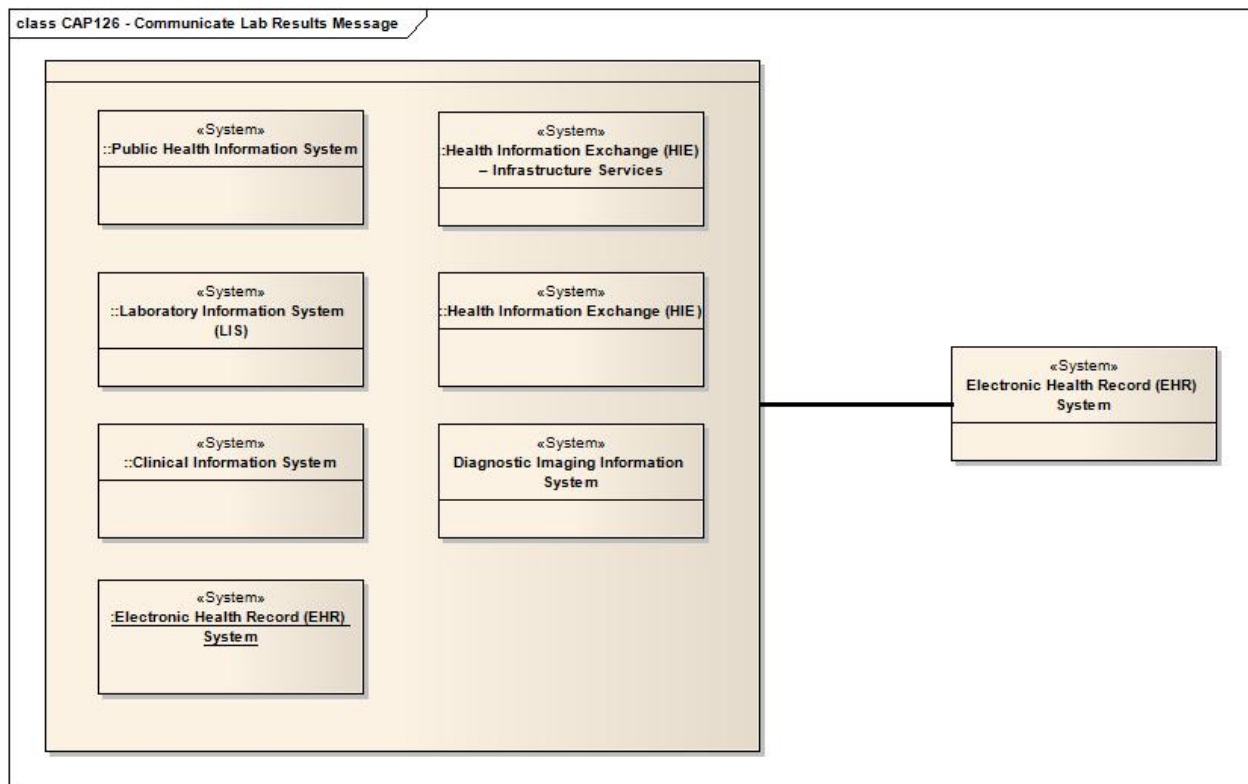 class CAP126 - Communicate Lab Results Message
«System»
::Public Health Information System
«System»
:Health Information Exchange (HIE)
– Infrastructure Services
«System»
::Laboratory Information System
(LIS)
«System»
::Health Information Exchange (HIE)
«System»
::Clinical Information System
«System»
Diagnostic Imaging Information
System
«System»
:Electronic Health Record (EHR)
System
«System»
Electronic Health Record (EHR)
System